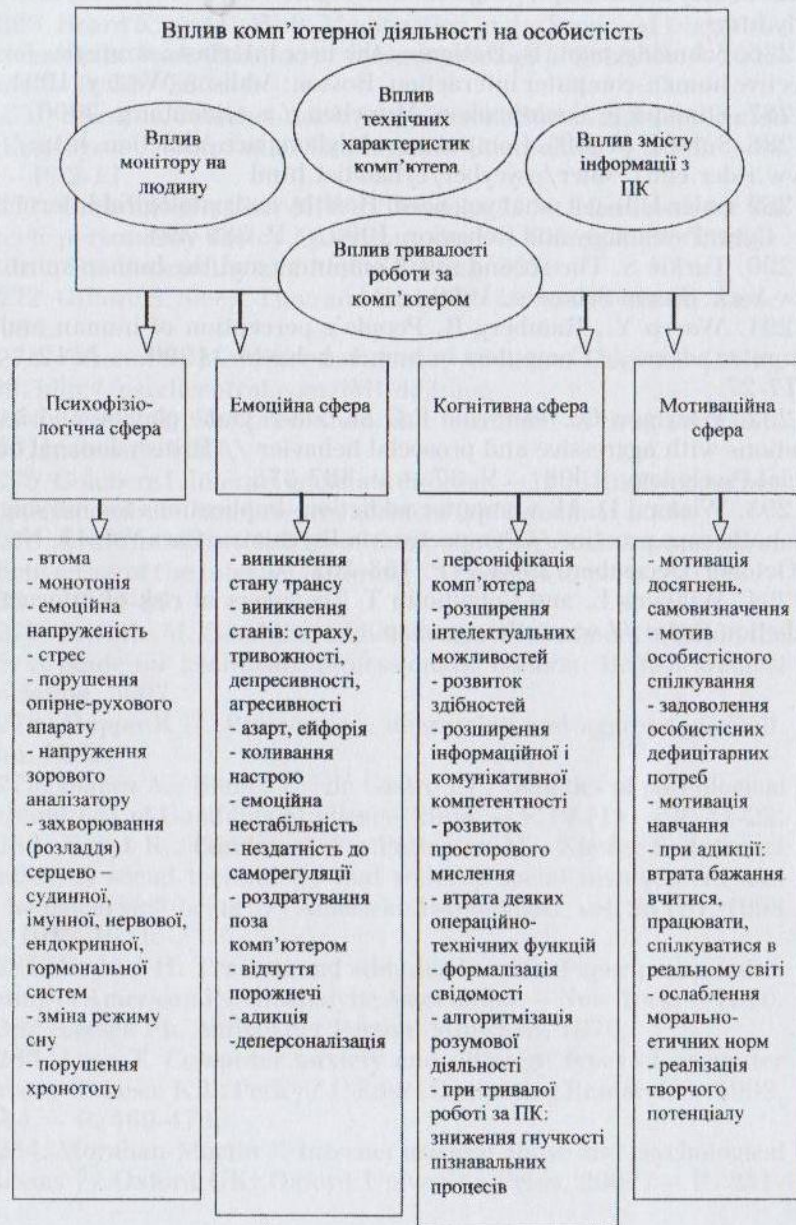 Вплив комп’ютерної діяльності на особистість
Вплив
монітору на
людину
Вплив
технічних
характеристик
комп’ютера
Вплив змісту
інформації з
ПК
Вплив тривалості
роботи за
комп’ютером
Психофізіо-
логічна сфера
Емоційна сфера
Когнітивна сфера
Мотиваційна
сфера
- втома
- монотонія
- емоційна
напруженість
- стрес
- порушення
опірне-рухового
апарату
- напруження
зорового
аналізатору
- захворювання
(розладдя)
серцево –
судинної,
імунної, нервової,
ендокринної,
гормональної
систем
- зміна режиму
сну
- порушення
хронотопу
- виникнення
стану трансу
- виникнення
станів: страху,
тривожності,
депресивності,
агресивності
- азарт, ейфорія
- коливання
настрою
- емоційна
нестабільність
- нездатність до
саморегуляції
- роздратування
поза
комп’ютером
- відчуття
порожнечі
- адикція
-деперсоналізація
- персоніфікація
комп’ютера
- розширення
інтелектуальних
можливостей
- розвиток
здібностей
- розширення
інформаційної і
комунікативної
компетентності
- розвиток
просторового
мислення
- втрата деяких
операційно-
технічних функцій
- формалізація
свідомості
- алгоритмізація
розумової
діяльності
- при тривалої
роботі за ПК:
зниження гнучкості
пізнавальних
процесів
- мотивація
досягнень,
самовизначення
- мотив
особистісного
спілкування
- задоволення
особистісних
дефіцитарних
потреб
- мотивація
навчання
- при адикції:
втрата бажання
вчитися,
працювати,
спілкуватися в
реальному світі
- ослаблення
морально-
етичних норм
- реалізація
творчого
потенціалу